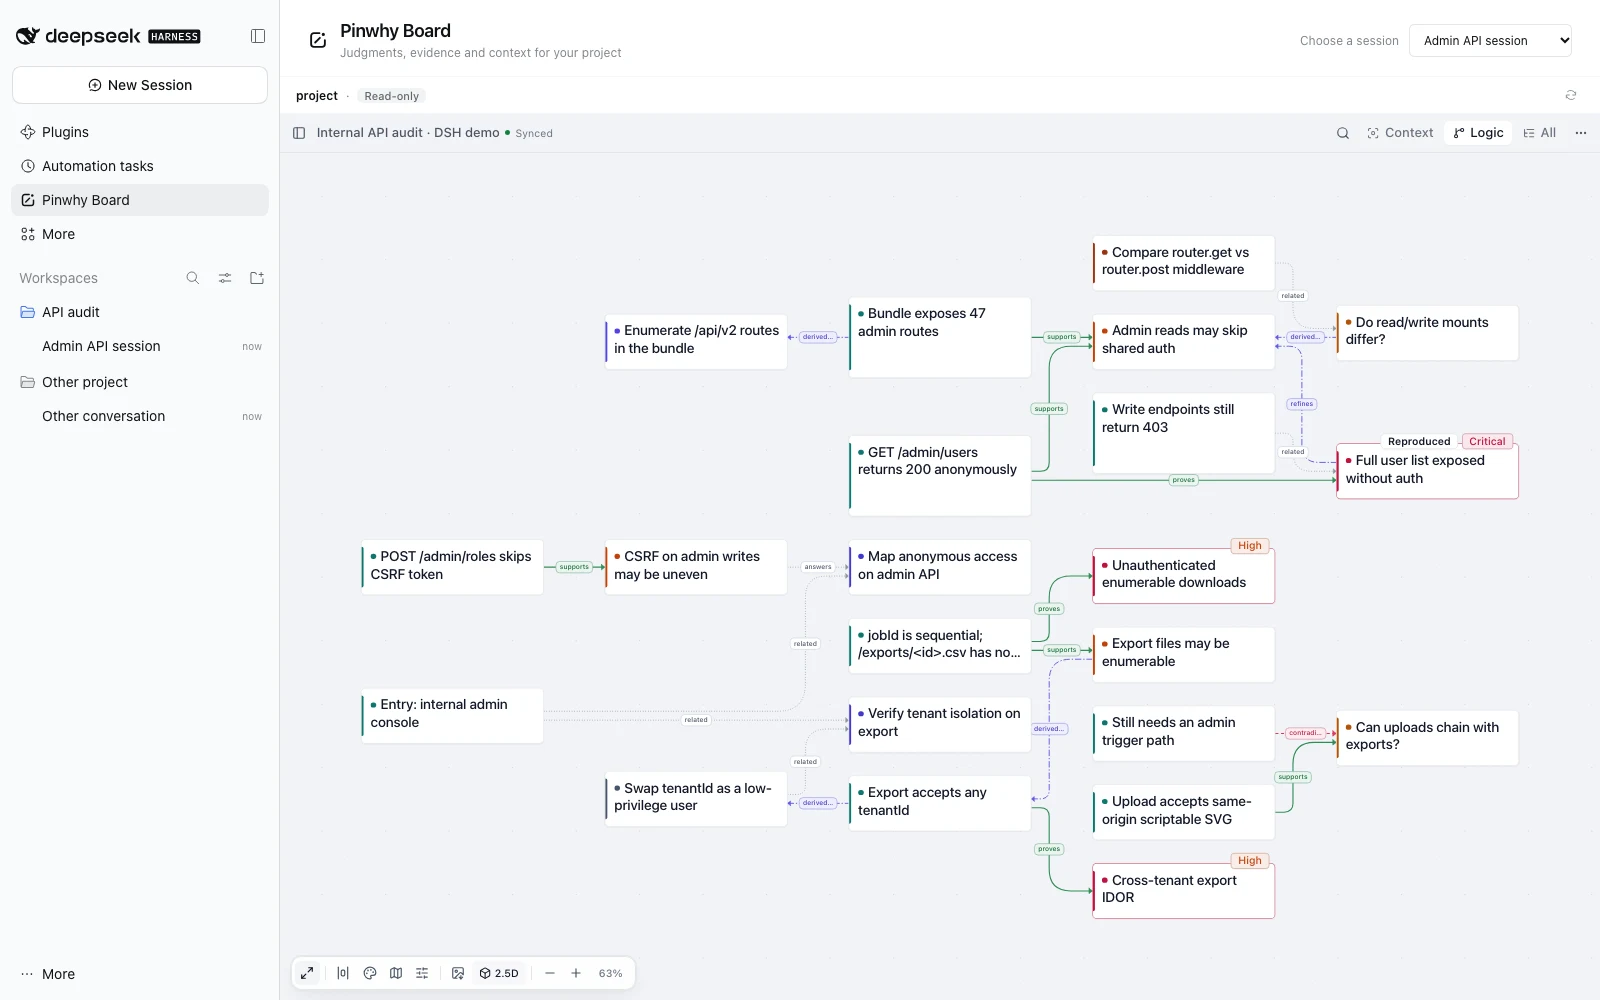 deepseek HARNESS
New Session
Plugins
Automation tasks
Pinwhy Board
More
Workspaces
API audit
Admin API session
now
Other project
Other conversation
now
More
Pinwhy Board
Judgments, evidence and context for your project
Choose a session
Admin API session
project · Read-only
Internal API audit · DSH demo
Synced
Context
Logic
All
Compare router.get vs
router.post middleware
related
Enumerate /api/v2 routes
in the bundle
derived...
Bundle exposes 47
admin routes
supports
Admin reads may skip
shared auth
derived...
Do read/write mounts
differ?
supports
refines
Write endpoints still
return 403
related
GET /admin/users
returns 200 anonymously
proves
Reproduced
Critical
Full user list exposed
without auth
POST /admin/roles skips
CSRF token
supports
CSRF on admin writes
may be uneven
answers
Map anonymous access
on admin API
High
Unauthenticated
enumerable downloads
proves
related
jobId is sequential;
/exports/<id>.csv has no...
supports
Export files may be
enumerable
Entry: internal admin
console
related
Verify tenant isolation on
export
derived...
Still needs an admin
trigger path
contradi...
Can uploads chain with
exports?
related
supports
Swap tenantId as a low-
privilege user
derived...
Export accepts any
tenantId
Upload accepts same-
origin scriptable SVG
proves
High
Cross-tenant export
IDOR
2.5D
63%